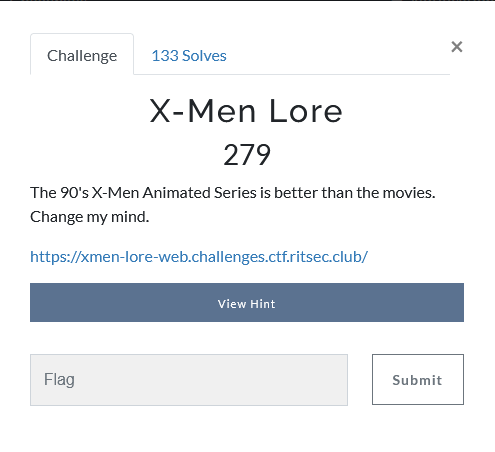 Challenge
133 Solves
×
X-Men Lore
279
The 90's X-Men Animated Series is better than the movies.
Change my mind.
https://xmen-lore-web.challenges.ctf.ritsec.club/
View Hint
Flag
Submit